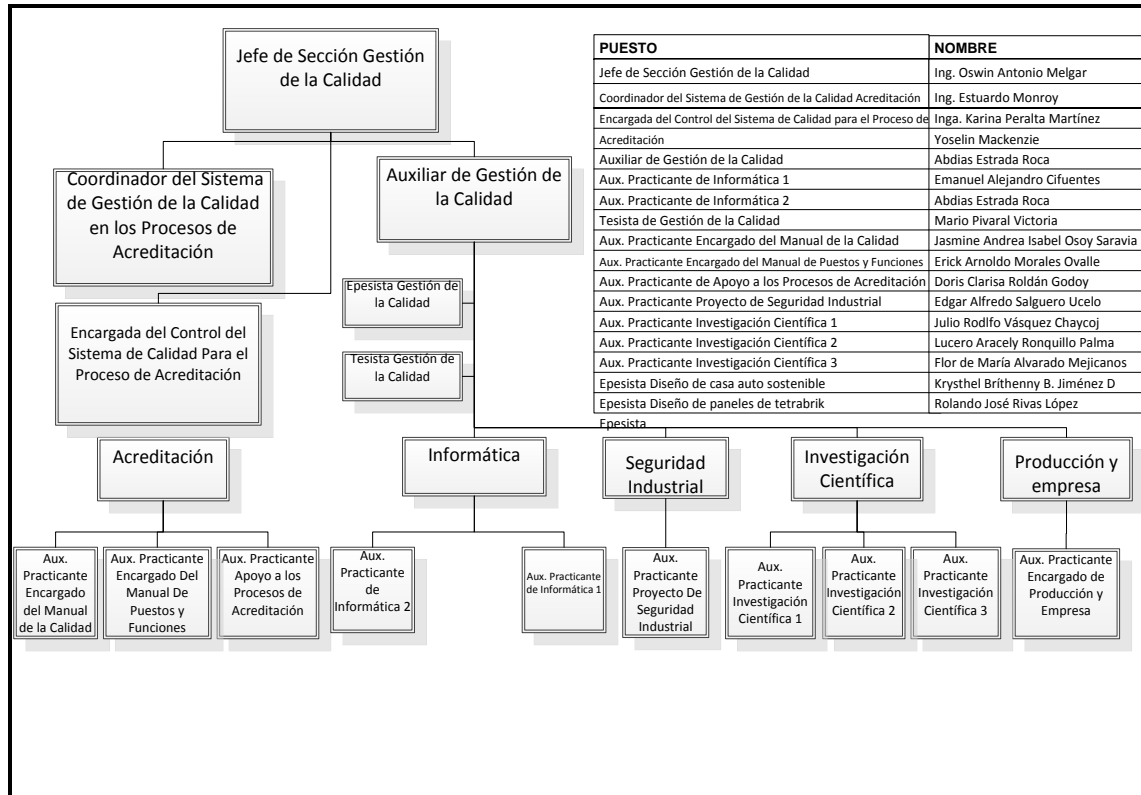 Jefe de Sección Gestión
de la Calidad
Coordinador del Sistema
de Gestión de la Calidad
en los Procesos de
Acreditación
Auxiliar de Gestión de
la Calidad
Encargada del Control del
Sistema de Calidad Para el
Proceso de Acreditación
Epesista Gestión de
la Calidad
Tesista Gestión de
la Calidad
PUESTO NOMBRE
Jefe de Sección Gestión de la Calidad Ing. Oswin Antonio Melgar
Coordinador del Sistema de Gestión de la Calidad Acreditación Ing. Estuardo Monroy
Encargada del Control del Sistema de Calidad para el Proceso de Inga. Karina Peralta Martínez
Acreditación Yoselin Mackenzie
Auxiliar de Gestión de la Calidad Abdias Estrada Roca
Aux. Practicante de Informática 1 Emanuel Alejandro Cifuentes
Aux. Practicante de Informática 2 Abdias Estrada Roca
Tesista de Gestión de la Calidad Mario Pivaral Victoria
Aux. Practicante Encargado del Manual de la Calidad Jasmine Andrea Isabel Osoy Saravia
Aux. Practicante Encargado del Manual de Puestos y Funciones Erick Arnoldo Morales Ovalle
Aux. Practicante de Apoyo a los Procesos de Acreditación Doris Clarisa Roldán Godoy
Aux. Practicante Proyecto de Seguridad Industrial Edgar Alfredo Salguero Ucelo
Aux. Practicante Investigación Científica 1 Julio Rodlfo Vásquez Chaycoj
Aux. Practicante Investigación Científica 2 Lucero Aracely Ronquillo Palma
Aux. Practicante Investigación Científica 3 Flor de María Alvarado Mejicanos
Epesista Diseño de casa auto sostenible Krysthel Bríthenny B. Jiménez D
Epesista Diseño de paneles de tetrabrik Rolando José Rivas López
Epesista
Acreditación
Informática
Seguridad
Industrial
Investigación
Científica
Producción y
empresa
Aux.
Practicante
Encargado
del Manual
de la Calidad
Aux. Practicante
Encargado Del
Manual De
Puestos y
Funciones
Aux. Practicante
Apoyo a los
Procesos de
Acreditación
Aux.
Practicante
de
Informática 2
Aux. Practicante
de Informática 1
Aux.
Practicante
Proyecto De
Seguridad
Industrial
Aux.
Practicante
Investigación
Científica 1
Aux.
Practicante
Investigación
Científica 2
Aux.
Practicante
Investigación
Científica 3
Aux. Practicante
Encargado de
Producción y
Empresa